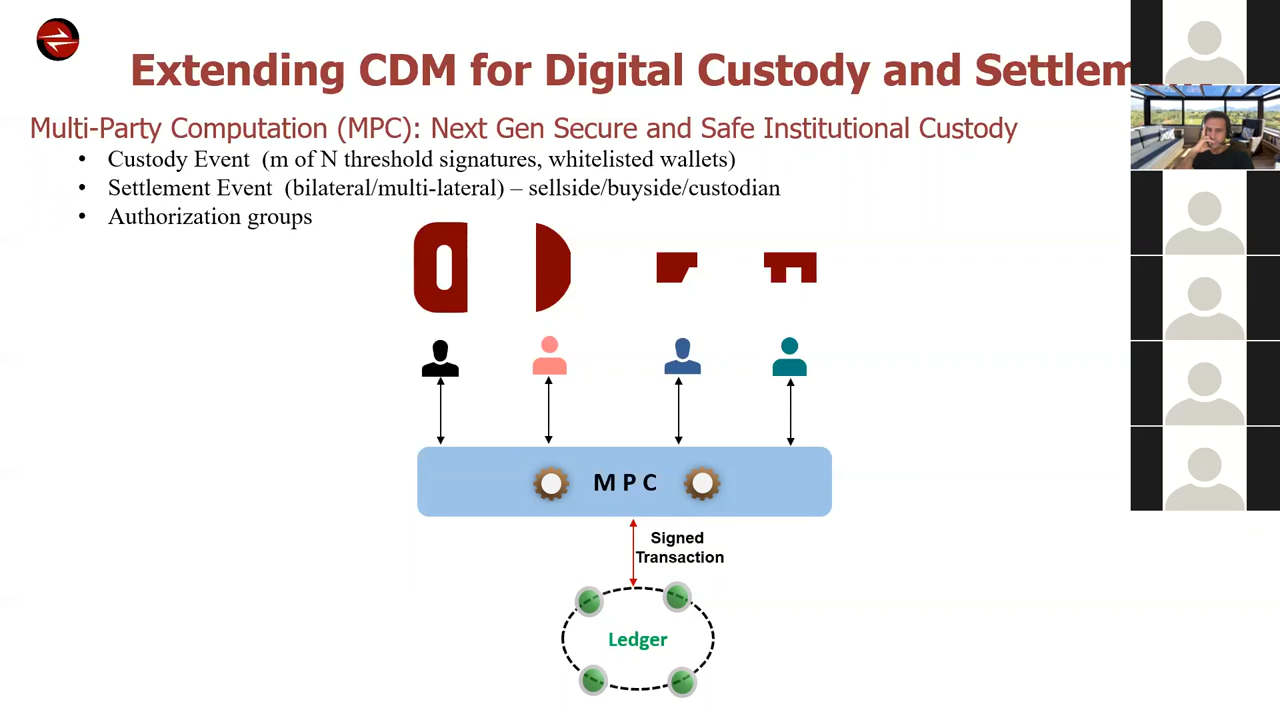 Extending CDM for Digital Custody and Settlem
Multi-Party Computation (MPC): Next Gen Secure and Safe Institutional Custody
• Custody Event (m of N threshold signatures, whitelisted wallets)
• Settlement Event (bilateral/multi-lateral) – sellside/buyside/custodian
• Authorization groups
M P C
Signed
Transaction
Ledger